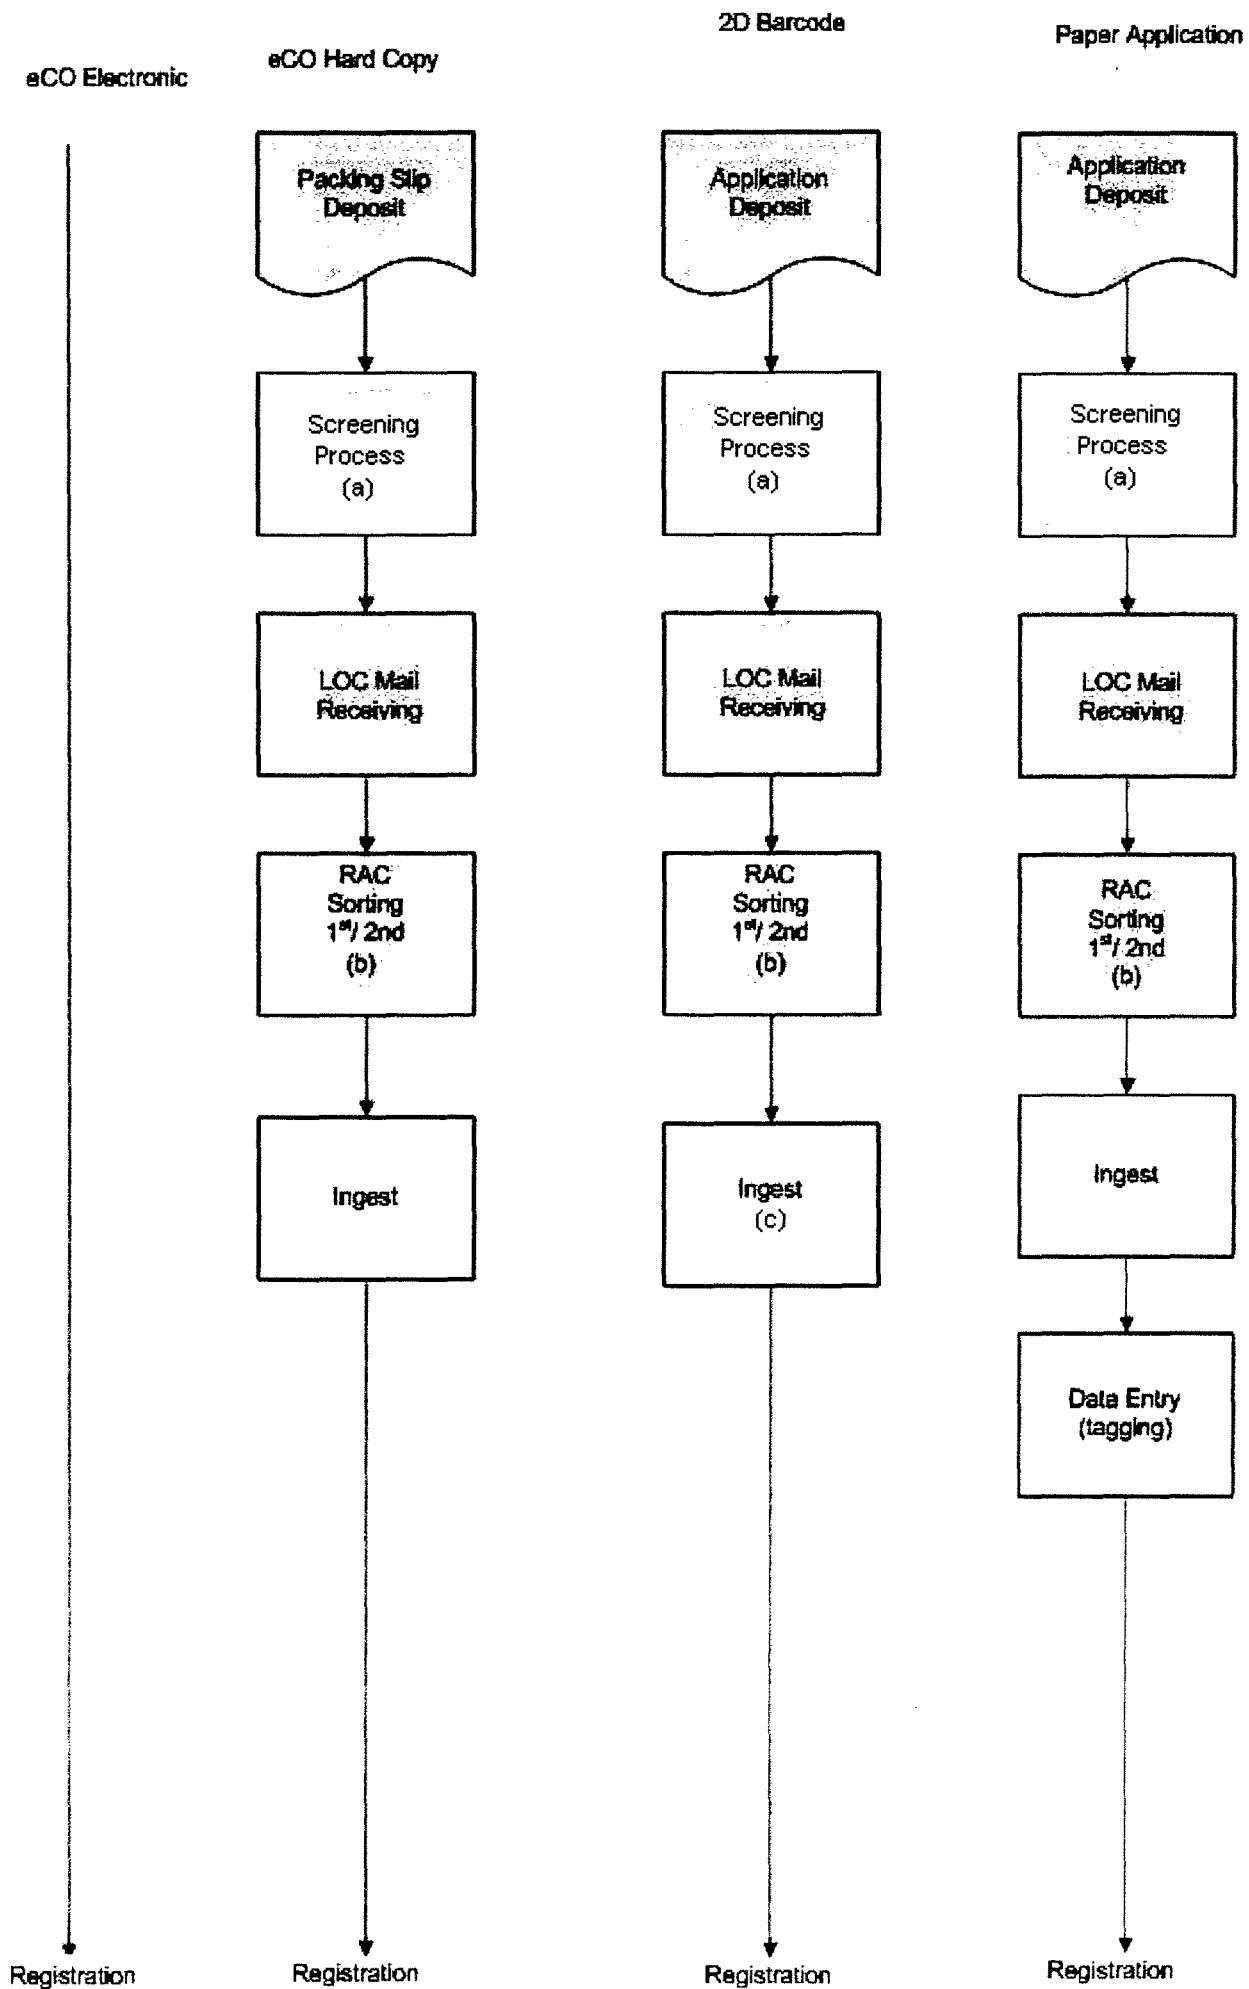 eCO Electronic
eCO Hard Copy
2D Barcode
Paper Application
Packing Slip
Deposit
Application
Deposit
Application
Deposit
Screening
Process
(a)
Screening
Process
(a)
Screening
Process
(a)
LOC Mail
Receiving
LOC Mail
Receiving
LOC Mail
Receiving
RAC
Sorting
1st/ 2nd
(b)
RAC
Sorting
1st/ 2nd
(b)
RAC
Sorting
1st/ 2nd
(b)
Ingest
Ingest
(c)
Ingest
Data Entry
(tagging)
Registration
Registration
Registration
Registration